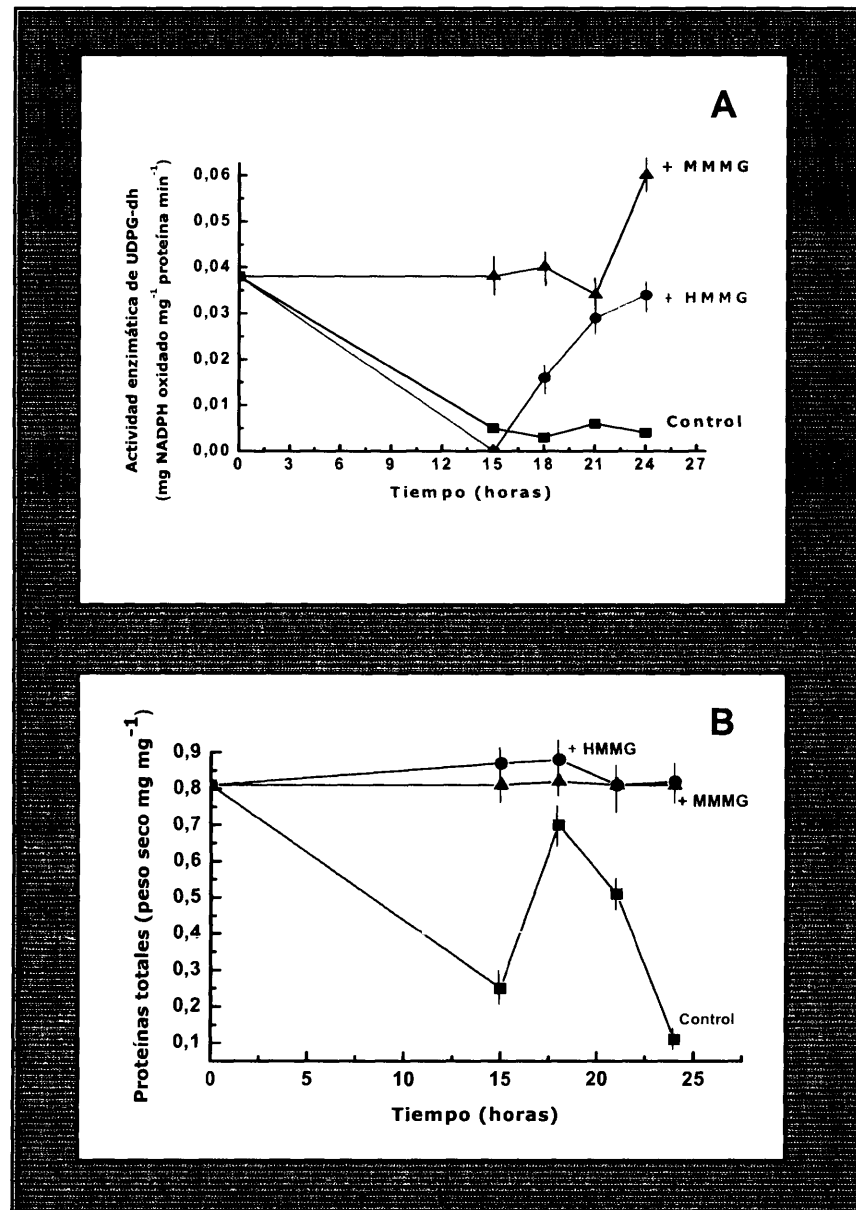 A
Actividad enzimática de UDPG-dh
(mg NADPH oxidado mg⁻¹ proteína min⁻¹)
0,06
0,05
0,04
0,03
0,02
0,01
0,00
+ MMMG
+ HMMG
Control
0 3 6 9 12 15 18 21 24 27
Tiempo (horas)
B
Proteínas totales (peso seco mg mg⁻¹)
0,9
0,8
0,7
0,6
0,5
0,4
0,3
0,2
0,1
+ HMMG
+ MMMG
Control
0 5 10 15 20 25
Tiempo (horas)